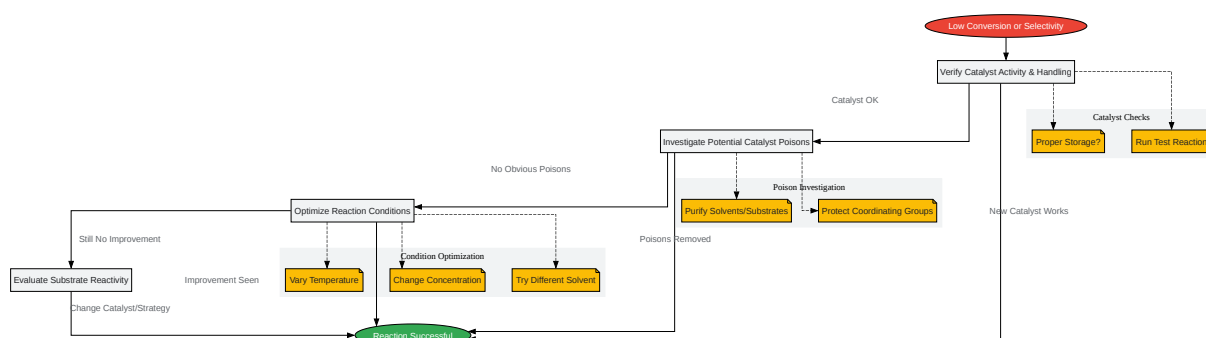 Low Conversion or Selectivity
Verify Catalyst Activity & Handling
Catalyst OK
Catalyst Checks
Proper Storage?
Run Test Reaction
Investigate Potential Catalyst Poisons
No Obvious Poisons
Poison Investigation
Purify Solvents/Substrates
Protect Coordinating Groups
New Catalyst Works
Optimize Reaction Conditions
Still No Improvement
Poisons Removed
Condition Optimization
Evaluate Substrate Reactivity
Improvement Seen
Vary Temperature
Change Concentration
Try Different Solvent
Change Catalyst/Strategy
Reaction Successful